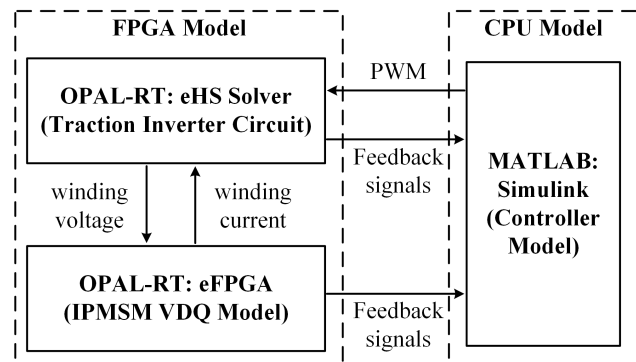 FPGA Model
CPU Model
OPAL-RT: eHS Solver
(Traction Inverter Circuit)
PWM
Feedback
signals
winding
voltage
winding
current
MATLAB:
Simulink
(Controller
Model)
OPAL-RT: eFPGA
(IPMSM VDQ Model)
Feedback
signals